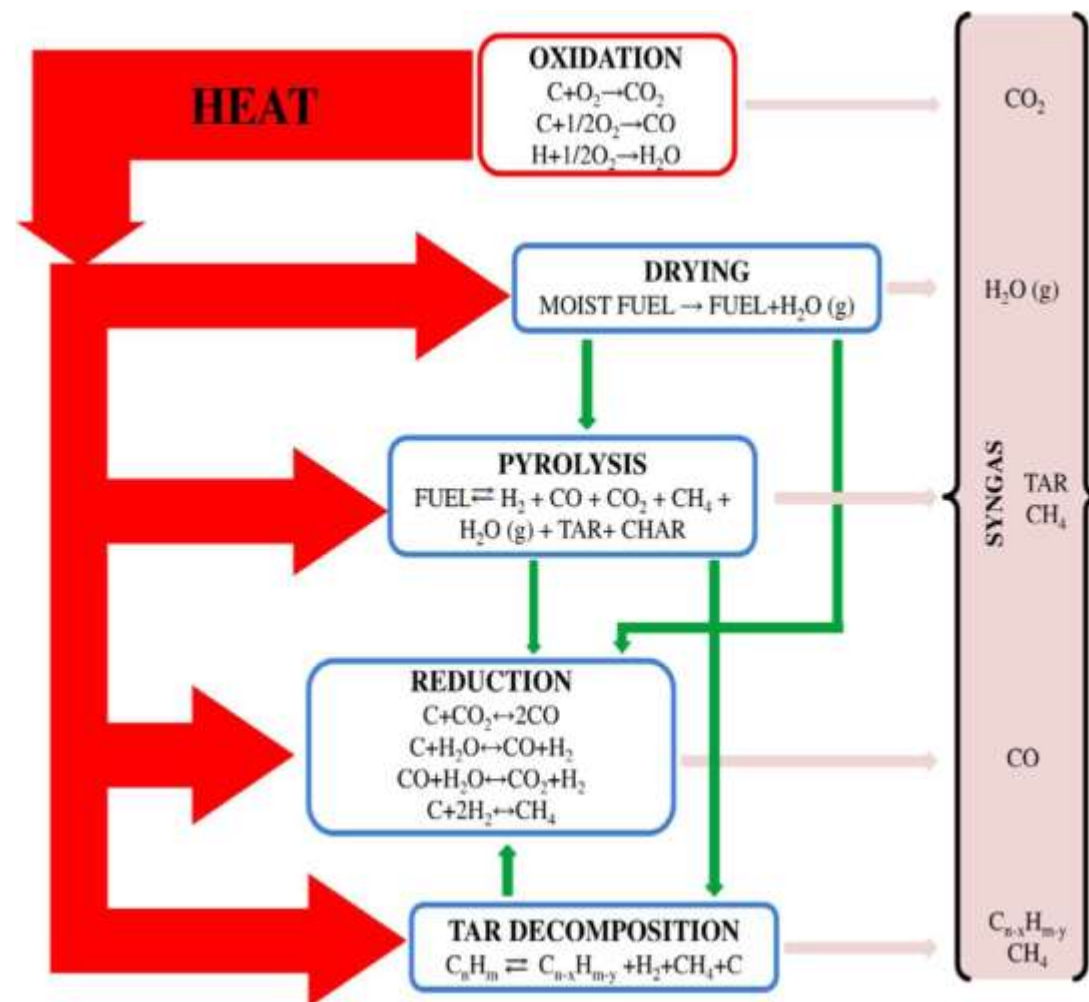 HEAT
OXIDATION
C+O₂→CO₂
C+1/2O₂→CO
H+1/2O₂→H₂O
CO₂
DRYING
MOIST FUEL → FUEL+H₂O (g)
H₂O (g)
PYROLYSIS
FUEL⇄ H₂ + CO + CO₂ + CH₄ +
H₂O (g) + TAR+ CHAR
SYNGAS
TAR
CH₄
REDUCTION
C+CO₂↔2CO
C+H₂O↔CO+H₂
CO+H₂O↔CO₂+H₂
C+2H₂↔CH₄
CO
TAR DECOMPOSITION
CₙHₘ ⇄ Cₙ₋ₓHₘ₋ᵧ +H₂+CH₄+C
Cₙ₋ₓHₘ₋ᵧ
CH₄